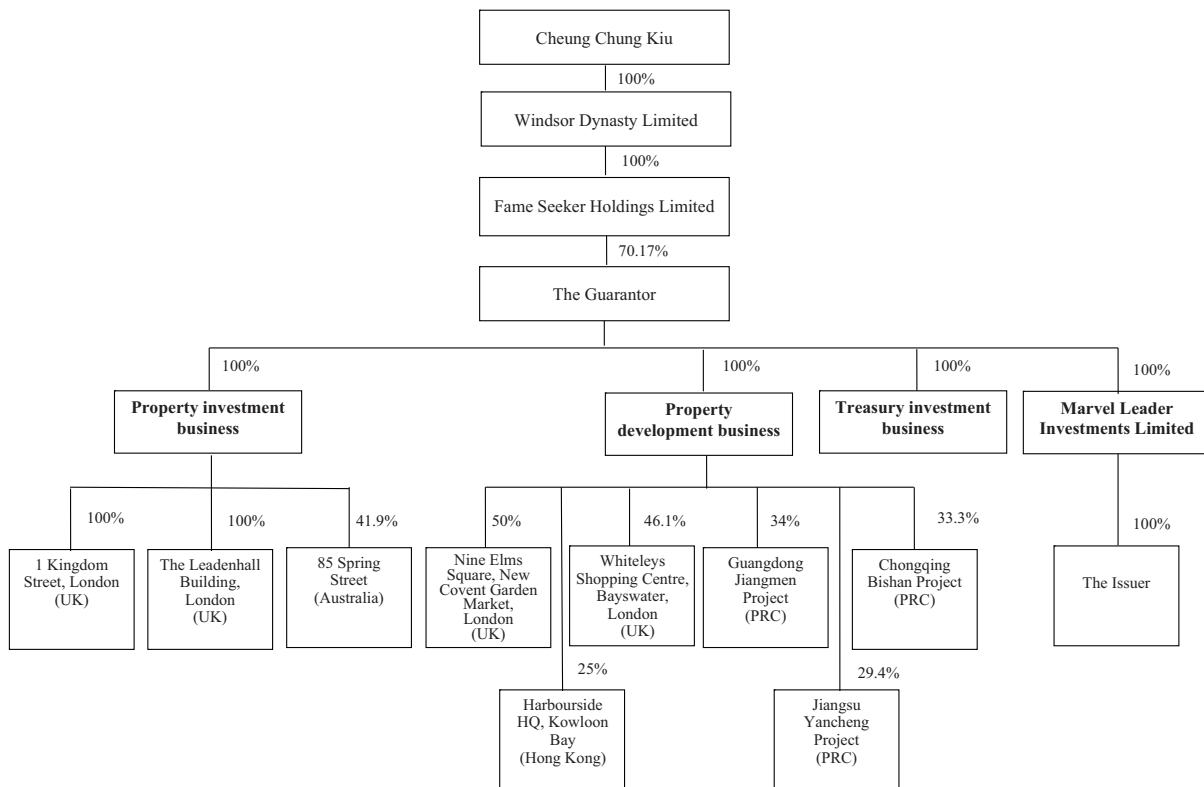 Cheung Chung Kiu
100%
Windsor Dynasty Limited
100%
Fame Seeker Holdings Limited
70.17%
The Guarantor
100%
100%
100%
100%
Property investment
business
Property
development business
Treasury investment
business
Marvel Leader
Investments Limited
100%
100%
41.9%
50%
46.1%
34%
33.3%
100%
1 Kingdom
Street, London
(UK)
The Leadenhall
Building,
London
(UK)
85 Spring
Street
(Australia)
Nine Elms
Square, New
Covent Garden
Market,
London
(UK)
Whiteleys
Shopping Centre,
Bayswater,
London
(UK)
Guangdong
Jiangmen
Project
(PRC)
Chongqing
Bishan Project
(PRC)
The Issuer
25%
29.4%
Harbourside
HQ, Kowloon
Bay
(Hong Kong)
Jiangsu
Yancheng
Project
(PRC)